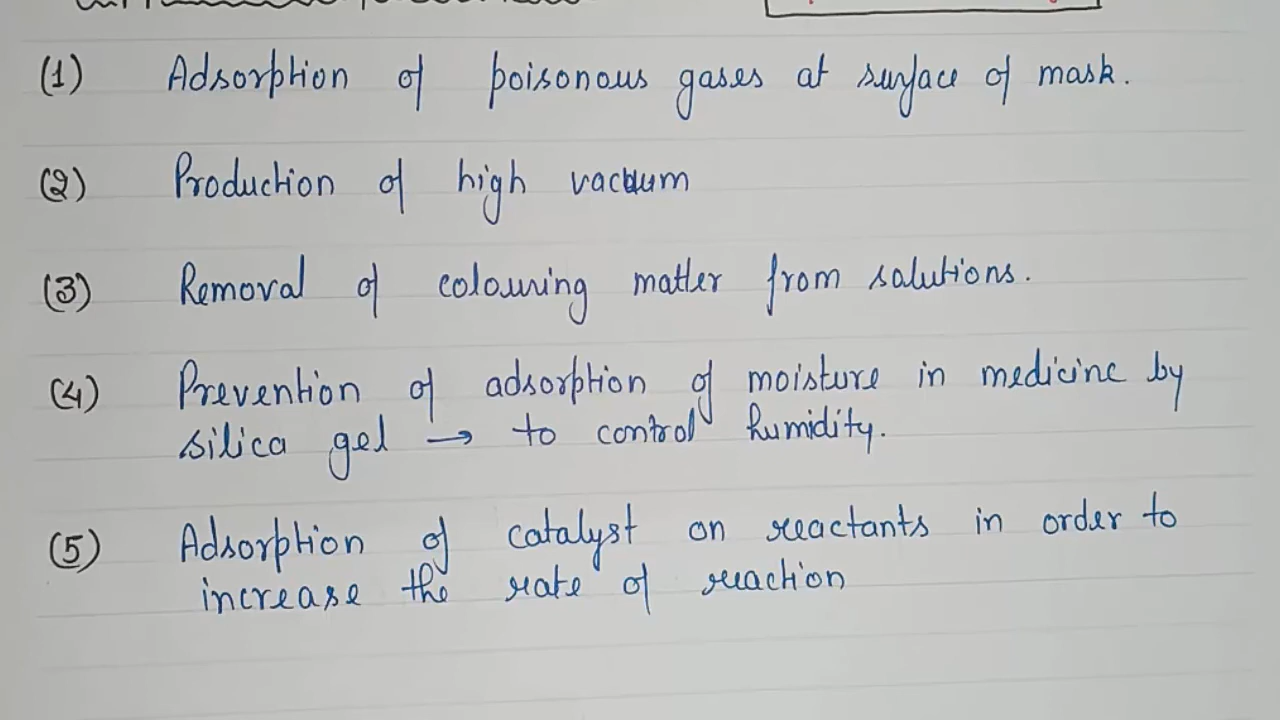 (1) Adsorption of poisonous gases at surface of mask.
(2) Production of high vacuum
(3) Removal of colouring matter from solutions.
(4) Prevention of adsorption of moisture in medicine by
silica gel → to control humidity.
(5) Adsorption of catalyst on reactants in order to
increase the rate of reaction